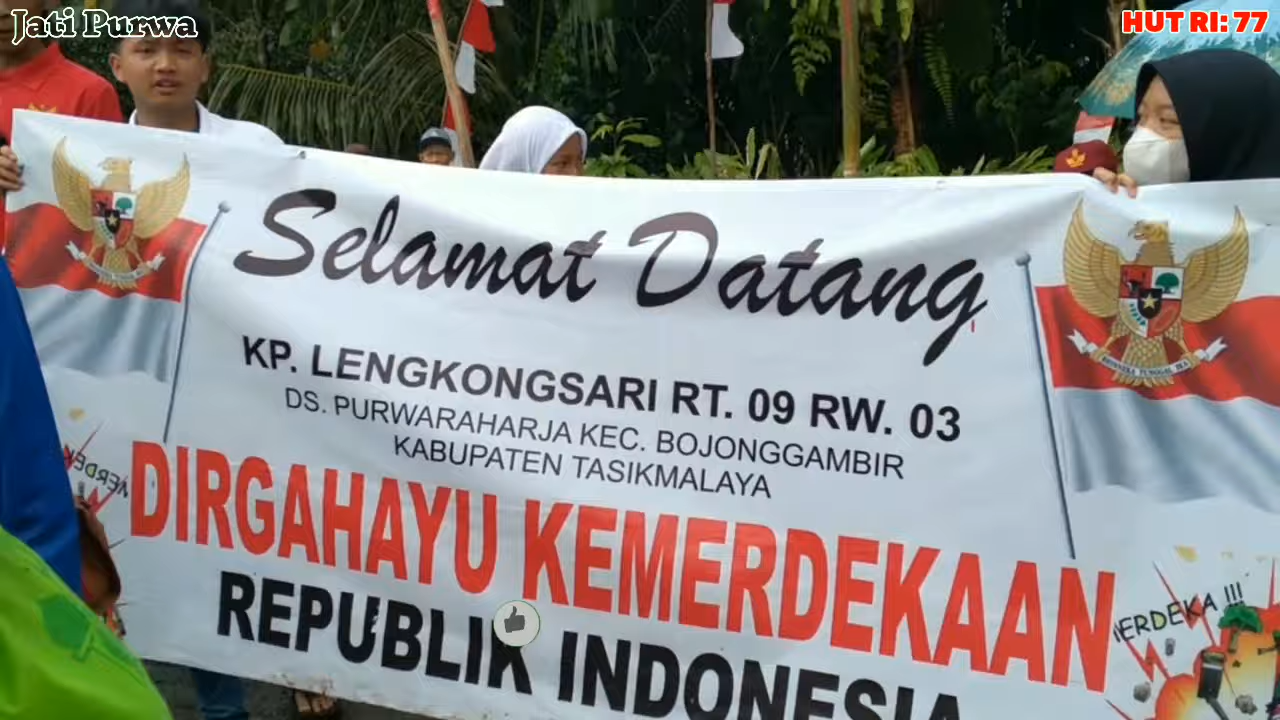 Jati Purwa
HUT RI: 77
Selamat Datang
KP. LENGKONGSARI RT. 09 RW. 03
DS. PURWARAHARJA KEC. BOJONGGAMBIR
KABUPATEN TASIKMALAYA
DIRGAHAYU KEMERDEKAAN
REPUBLIK INDONESIA
MERDEKA !!!